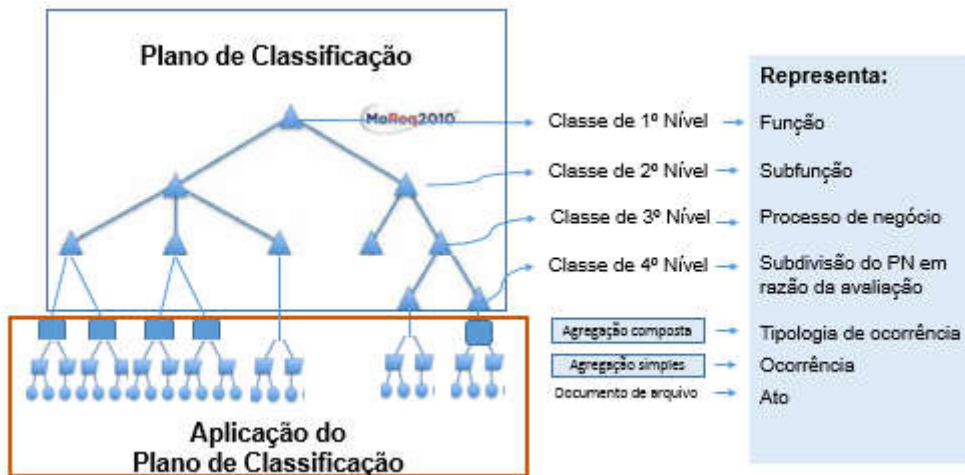 Plano de Classificação
MoReq2010
Classe de 1º Nível
Classe de 2º Nível
Classe de 3º Nível
Classe de 4º Nível
Agregação composta
Agregação simples
Documento de arquivo
Representa:
Função
Subfunção
Processo de negócio
Subdivisão do PN em
razão da avaliação
Tipologia de ocorrência
Ocorrência
Ato
Aplicação do
Plano de Classificação